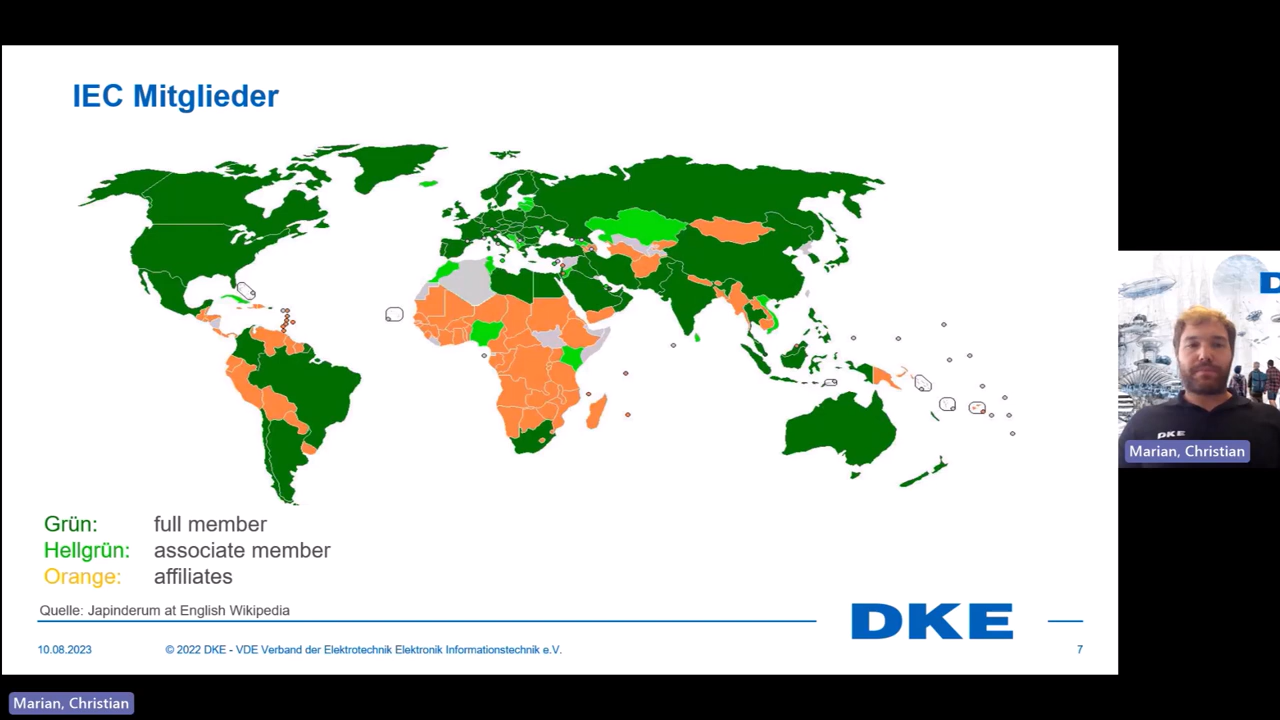 IEC Mitglieder
Grün: full member
Hellgrün: associate member
Orange: affiliates
Quelle: Japinderum at English Wikipedia
DKE
10.08.2023 © 2022 DKE - VDE Verband der Elektrotechnik Elektronik Informationstechnik e.V. 7
DKE
Marian, Christian
Marian, Christian